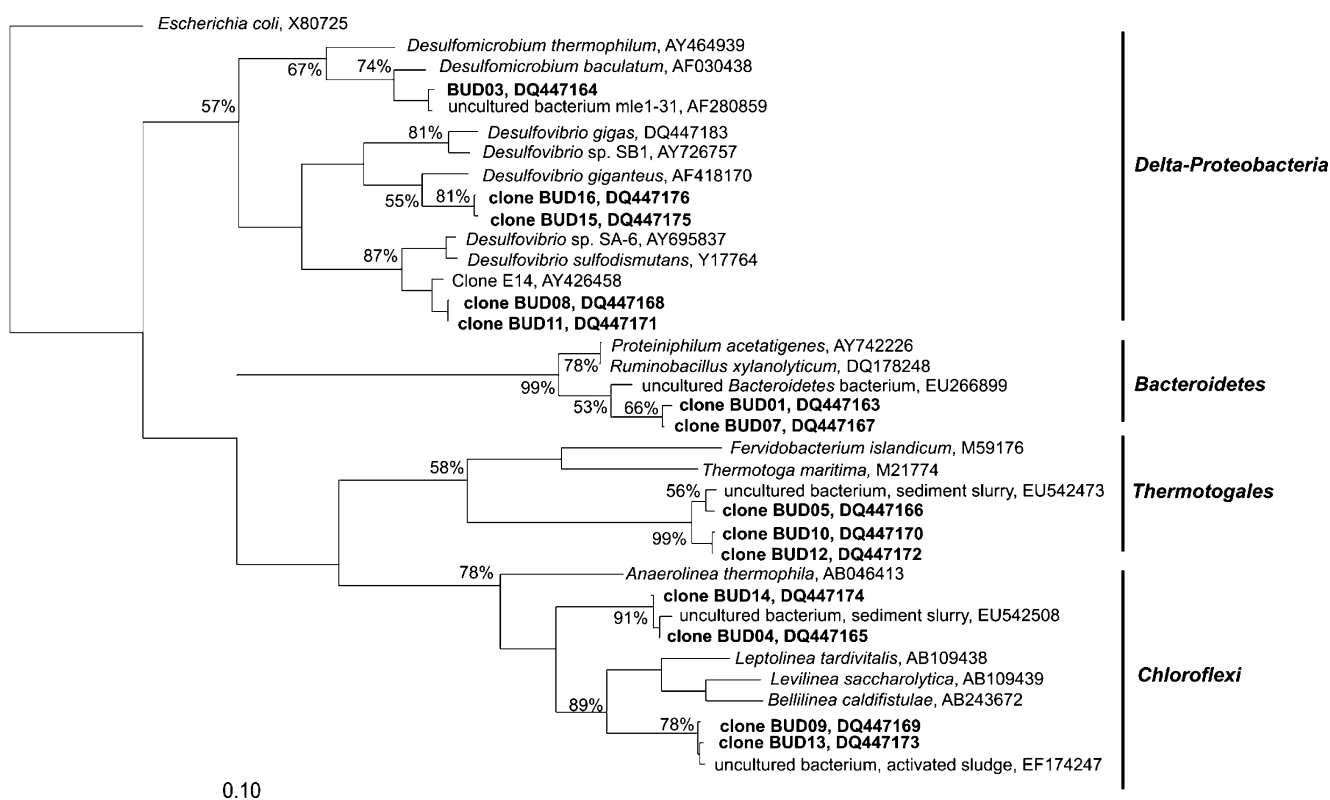 Escherichia coli, X80725
Desulfomicrobium thermophilum, AY464939
67%
74%
Desulfomicrobium baculatum, AF030438
BUD03, DQ447164
57%
uncultured bacterium mle1-31, AF280859
81%
Desulfovibrio gigas, DQ447183
Desulfovibrio sp. SB1, AY726757
Delta-Proteobacteria
Desulfovibrio giganteus, AF418170
55%
81%
clone BUD16, DQ447176
clone BUD15, DQ447175
Desulfovibrio sp. SA-6, AY695837
87%
Desulfovibrio sulfodismutans, Y17764
Clone E14, AY426458
clone BUD08, DQ447168
clone BUD11, DQ447171
Proteiniphilum acetatigenes, AY742226
78%
Ruminobacillus xylanolyticum, DQ178248
99%
uncultured Bacteroidetes bacterium, EU266899
Bacteroidetes
53%
66%
clone BUD01, DQ447163
clone BUD07, DQ447167
Fervidobacterium islandicum, M59176
58%
Thermotoga maritima, M21774
56%
uncultured bacterium, sediment slurry, EU542473
Thermotogales
clone BUD05, DQ447166
99%
clone BUD10, DQ447170
clone BUD12, DQ447172
78%
Anaerolinea thermophila, AB046413
clone BUD14, DQ447174
91%
uncultured bacterium, sediment slurry, EU542508
clone BUD04, DQ447165
Leptolinea tardivitalis, AB109438
Chloroflexi
Levilinea saccharolytica, AB109439
89%
Bellilinea caldifistulae, AB243672
78%
clone BUD09, DQ447169
clone BUD13, DQ447173
uncultured bacterium, activated sludge, EF174247
0.10